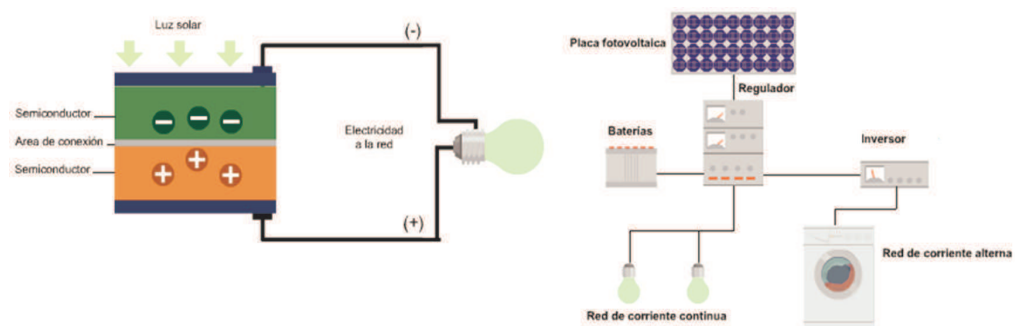 Luz solar
(-)
Semiconductor
Area de conexión
Semiconductor
Electricidad
a la red
(+)
Placa fotovoltaica
Regulador
Baterías
Inversor
Red de corriente alterna
Red de corriente continua